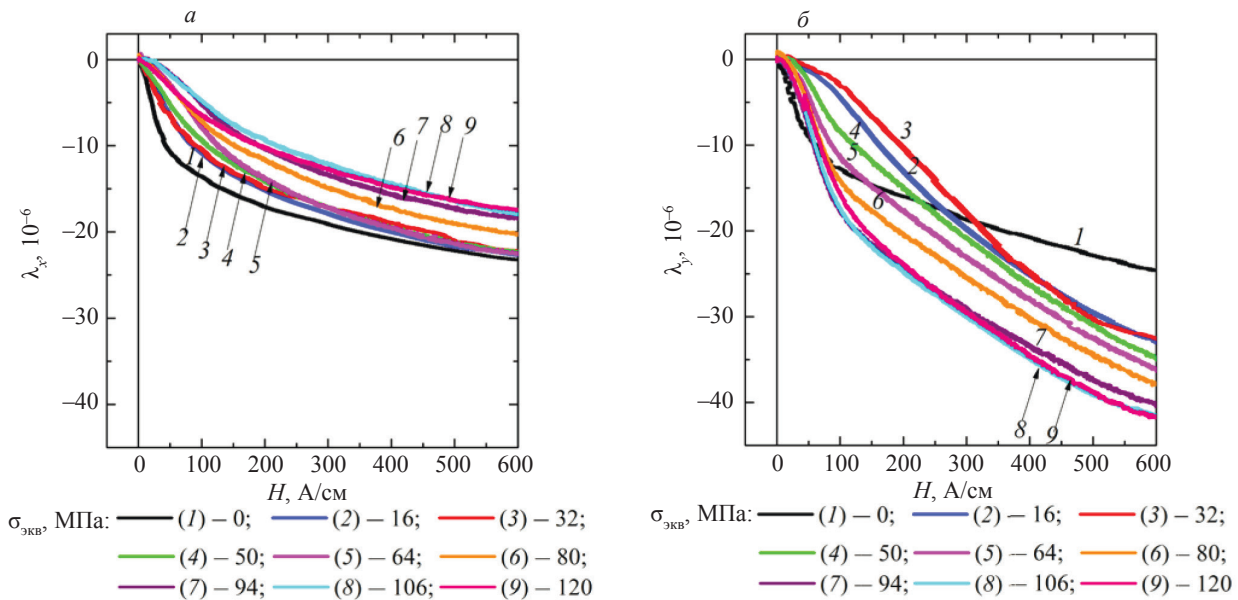 а
0 100 200 300 400 500 600
0
–10
–20
–30
–40
λx, 10⁻⁶
1
2
3
4
5
6
7
8
9
H, А/см
σэкв, МПа: (1) – 0; (2) – 16; (3) – 32;
(4) – 50; (5) – 64; (6) – 80;
(7) – 94; (8) – 106; (9) – 120
б
0
–10
–20
–30
–40
λy, 10⁻⁶
3
4
5
2
6
1
7
8
9
0 100 200 300 400 500 600
H, А/см
σэкв, МПа: (1) – 0; (2) – 16; (3) – 32;
(4) – 50; (5) – 64; (6) – 80;
(7) – 94; (8) – 106; (9) – 120